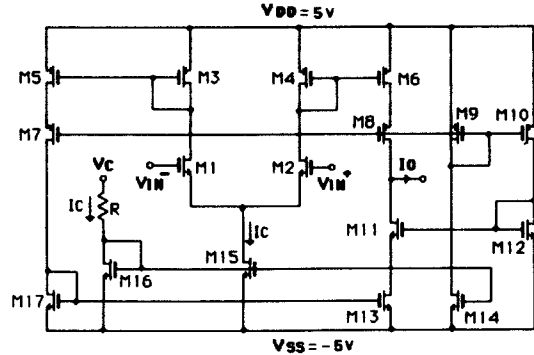 VDD = 5V
M5
M3
M4
M6
M7
M8
M9
M10
VC
VIN-
M1
M2
VIN+
IO
IC
R
IC
M11
M12
M15
M16
M17
M13
M14
VSS = -5V